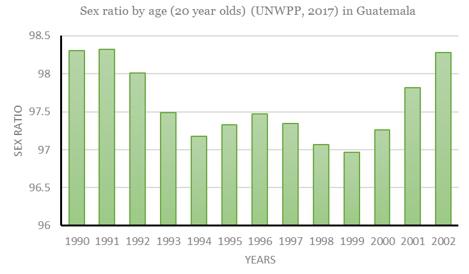 Sex ratio by age (20 year olds) (UNWPP, 2017) in Guatemala
98.5
98
97.5
97
96.5
96
SEX RATIO
1990 1991 1992 1993 1994 1995 1996 1997 1998 1999 2000 2001 2002
YEARS